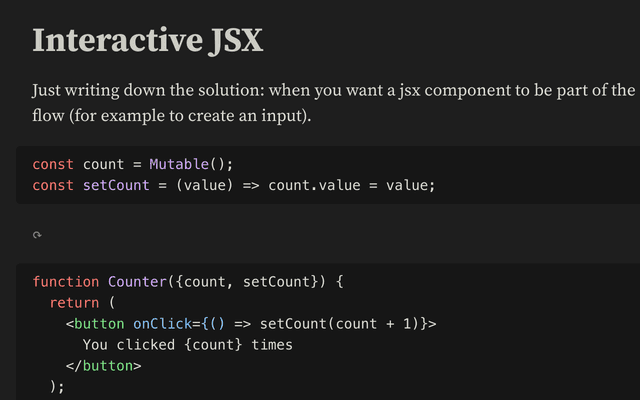 Interactive JSX
Just writing down the solution: when you want a jsx component to be part of the
flow (for example to create an input).
const count = Mutable();
const setCount = (value) => count.value = value;
function Counter({count, setCount}) {
  return (
    <button onClick={() => setCount(count + 1)}>
      You clicked {count} times
    </button>
  );